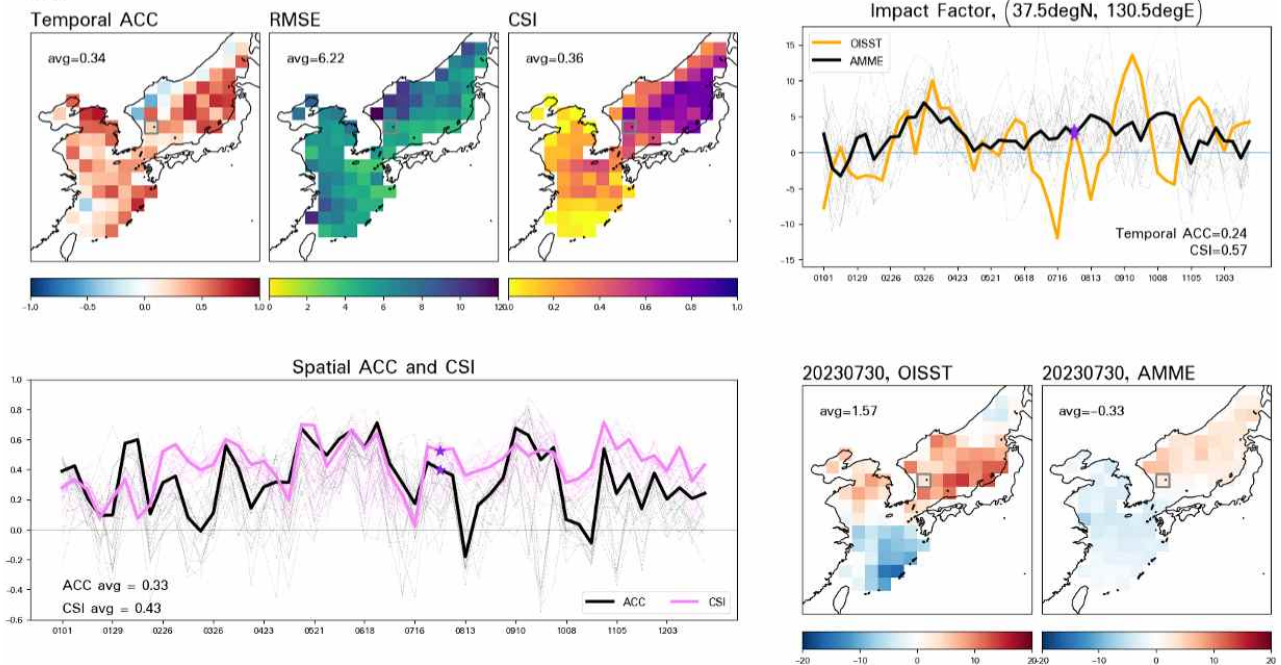 Temporal ACC
RMSE
CSI
avg=0.34
avg=6.22
avg=0.36
-1.0 -0.5 0.0 0.5 1.0
0 2 4 6 8 10 12
0.0 0.2 0.4 0.6 0.8 1.0
Impact Factor, (37.5degN, 130.5degE)
OISST
AMME
15
10
5
0
-5
-10
-15
Temporal ACC=0.24
CSI=0.57
0101 0129 0226 0326 0423 0521 0618 0716 0813 0910 1008 1105 1203
Spatial ACC and CSI
1.0
0.8
0.6
0.4
0.2
0.0
-0.2
-0.4
-0.6
ACC avg = 0.33
CSI avg = 0.43
ACC
CSI
0101 0129 0226 0326 0423 0521 0618 0716 0813 0910 1008 1105 1203
20230730, OISST
20230730, AMME
avg=1.57
avg=-0.33
-20 -10 0 10 20
-20 -10 0 10 20